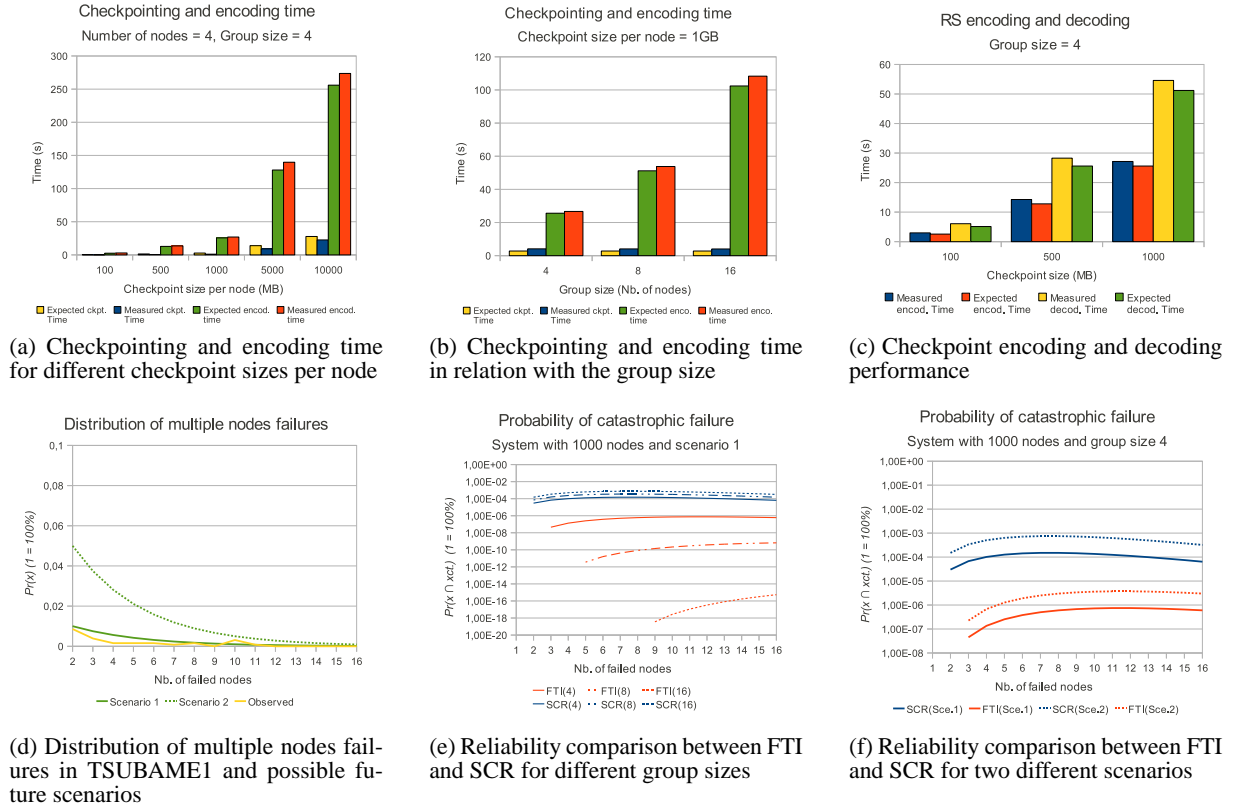 Checkpointing and encoding time
Number of nodes = 4, Group size = 4
300
250
200
150
100
50
0
Time (s)
100
500
1000
5000
10000
Checkpoint size per node (MB)
Expected ckpt. Time
Measured ckpt. Time
Expected encod. time
Measured encod. time
(a) Checkpointing and encoding time
for different checkpoint sizes per node
Checkpointing and encoding time
Checkpoint size per node = 1GB
120
100
80
60
40
20
0
Time (s)
4
8
16
Group size (Nb. of nodes)
Expected ckpt. Time
Measured ckpt. Time
Expected enco. time
Measured enco. time
(b) Checkpointing and encoding time
in relation with the group size
RS encoding and decoding
Group size = 4
60
50
40
30
20
10
0
Time (s)
100
500
1000
Checkpoint size (MB)
Measured encod. Time
Expected encod. Time
Measured decod. Time
Expected decod. Time
(c) Checkpoint encoding and decoding
performance
Distribution of multiple nodes failures
0,1
0,08
0,06
0,04
0,02
0
Pr(x) (1 = 100%)
2 3 4 5 6 7 8 9 10 11 12 13 14 15 16
Nb. of failed nodes
Scenario 1 Scenario 2 Observed
(d) Distribution of multiple nodes fail-
ures in TSUBAME1 and possible fu-
ture scenarios
Probability of catastrophic failure
System with 1000 nodes and scenario 1
1,00E+00
1,00E-02
1,00E-04
1,00E-06
1,00E-08
1,00E-10
1,00E-12
1,00E-14
1,00E-16
1,00E-18
1,00E-20
Pr(x ∩ xct.) (1 = 100%)
1 2 3 4 5 6 7 8 9 10 11 12 13 14 15 16
Nb. of failed nodes
FTI(4) FTI(8) FTI(16)
SCR(4) SCR(8) SCR(16)
(e) Reliability comparison between FTI
and SCR for different group sizes
Probability of catastrophic failure
System with 1000 nodes and group size 4
1,00E+00
1,00E-01
1,00E-02
1,00E-03
1,00E-04
1,00E-05
1,00E-06
1,00E-07
1,00E-08
Pr(x ∩ xct.) (1 = 100%)
1 2 3 4 5 6 7 8 9 10 11 12 13 14 15 16
Nb. of failed nodes
SCR(Sce.1) FTI(Sce.1) SCR(Sce.2) FTI(Sce.2)
(f) Reliability comparison between FTI
and SCR for two different scenarios